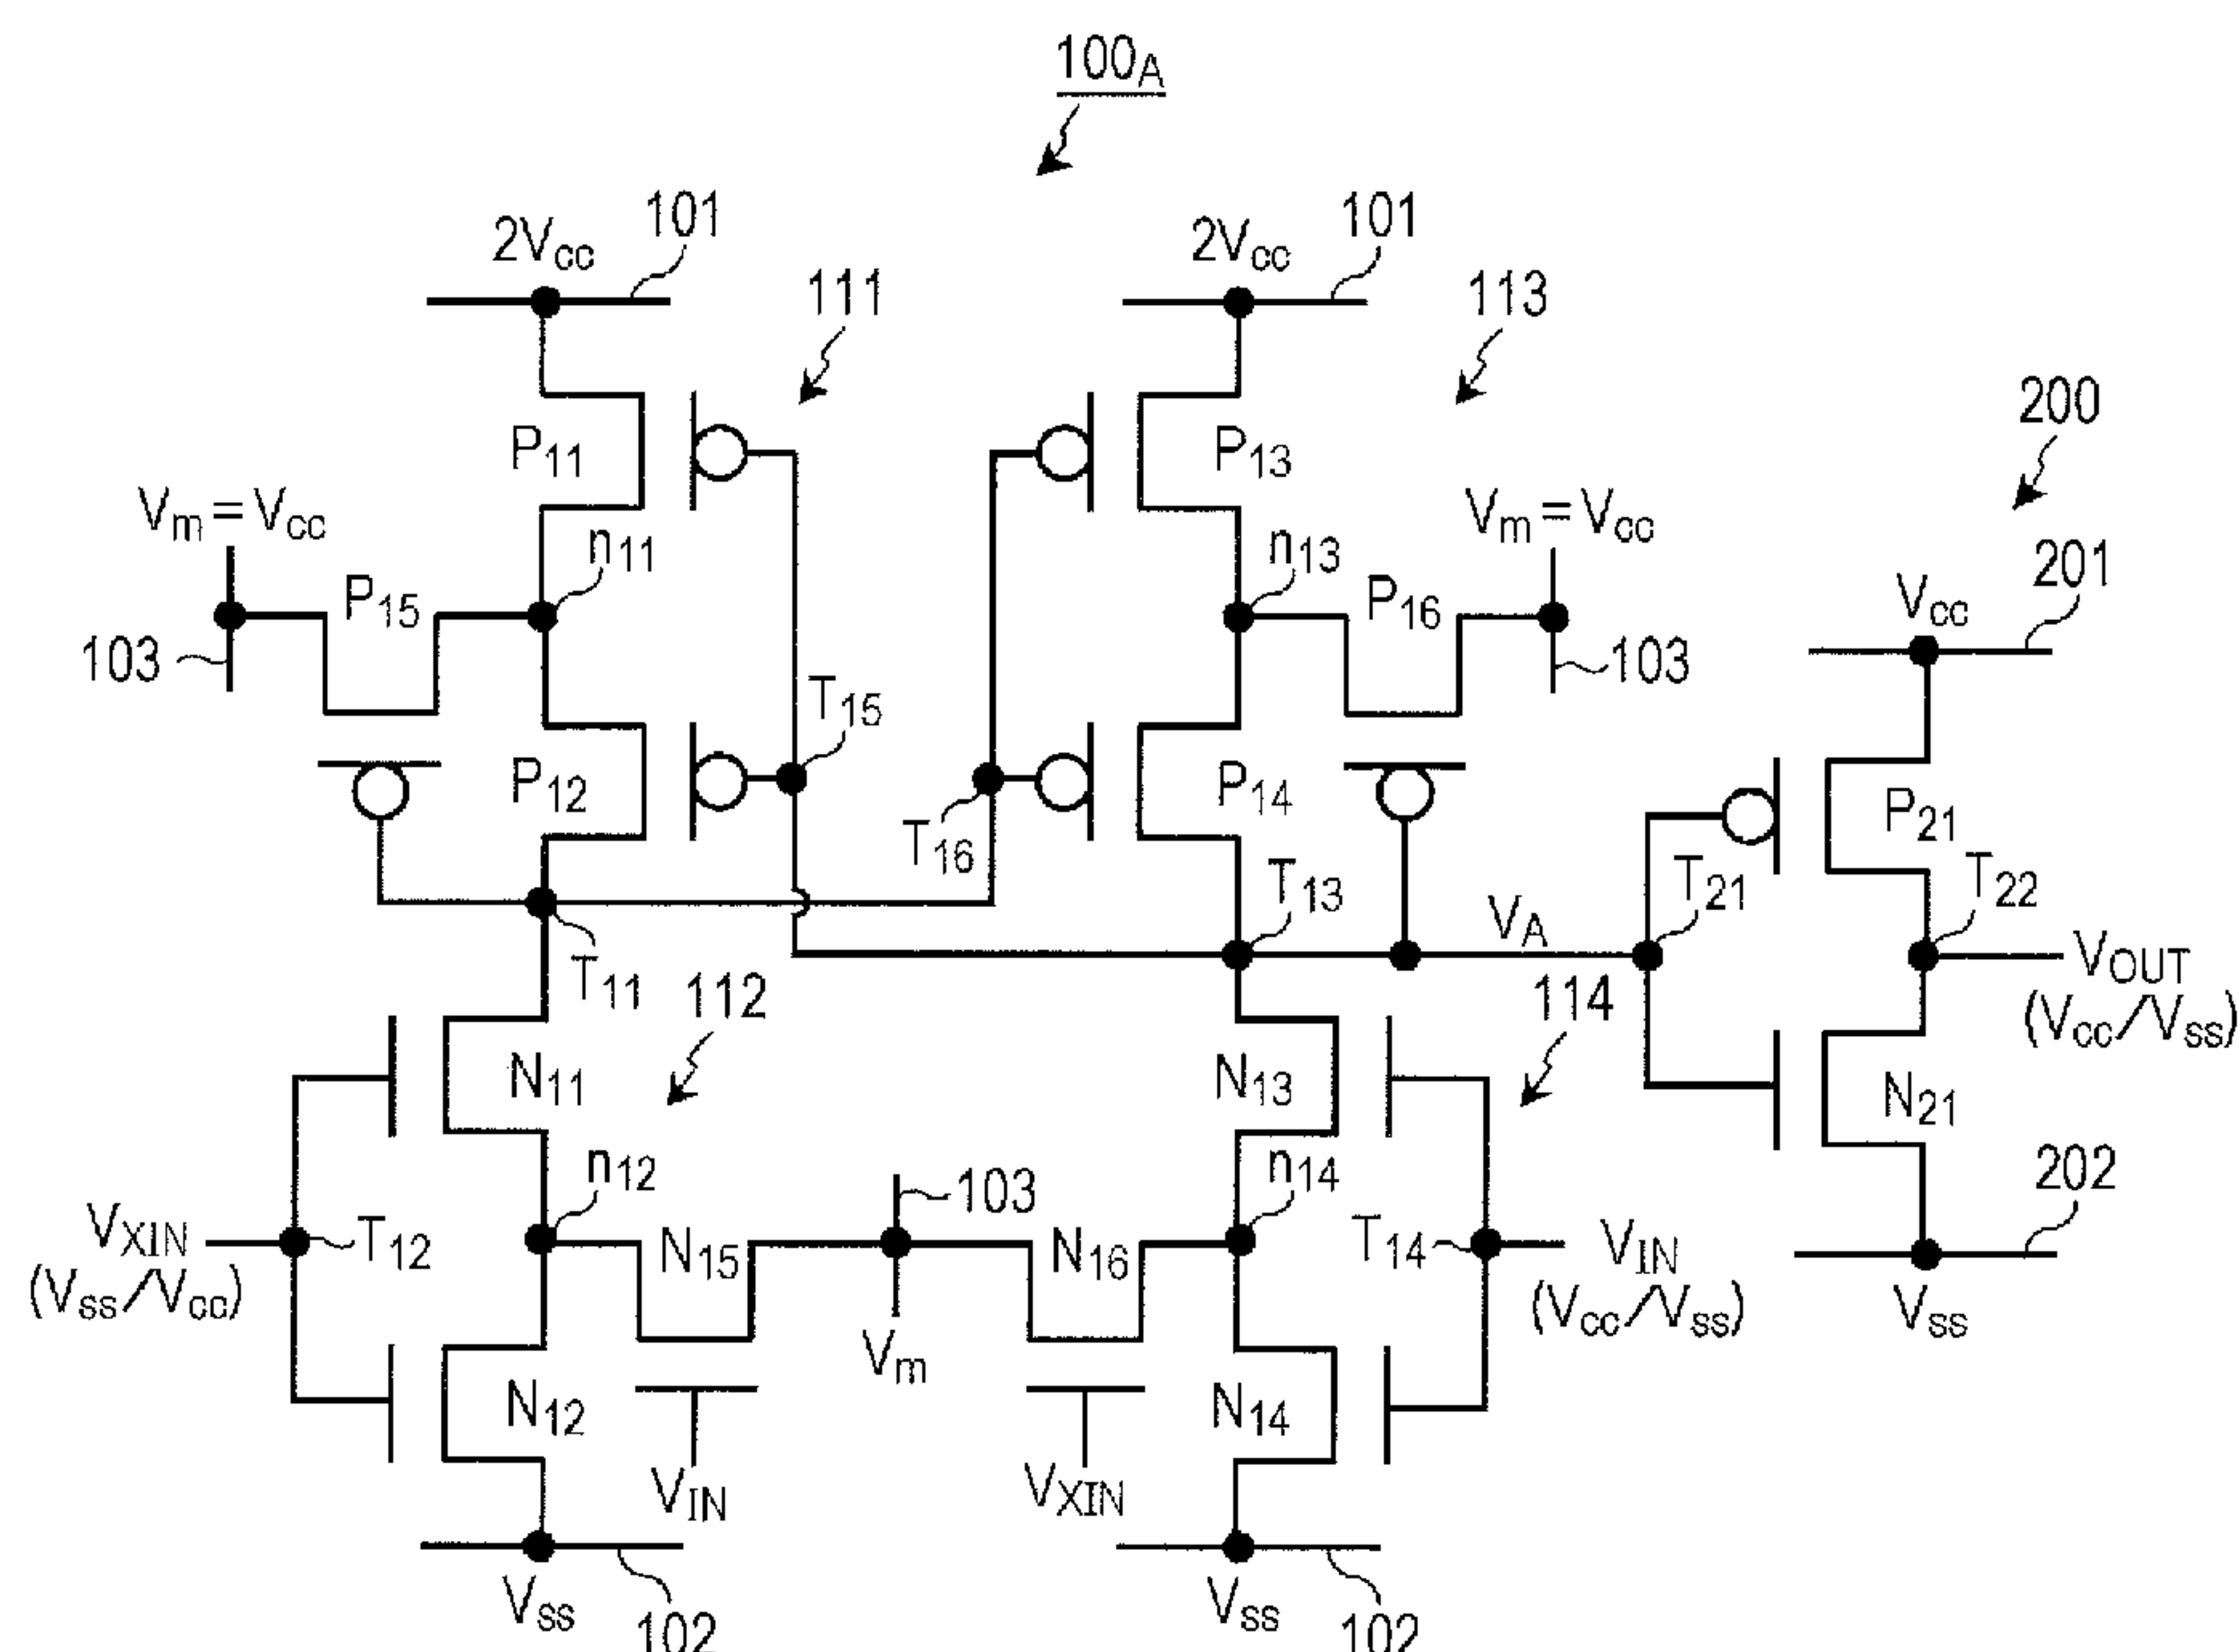 100A
2Vcc
101
2Vcc
101
111
113
200
P11
P13
Vm = Vcc
n11
n13
Vm = Vcc
P15
P16
Vcc
201
103
103
T15
P12
P14
T16
P21
T13
T21
T22
VA
VOUT
(Vcc/Vss)
T11
112
114
N11
N13
N21
n12
103
n14
202
VXIN
(Vss/Vcc)
T12
N15
N16
T14
VIN
(Vcc/Vss)
Vss
Vm
N12
N14
VIN
VXIN
Vss
102
Vss
102